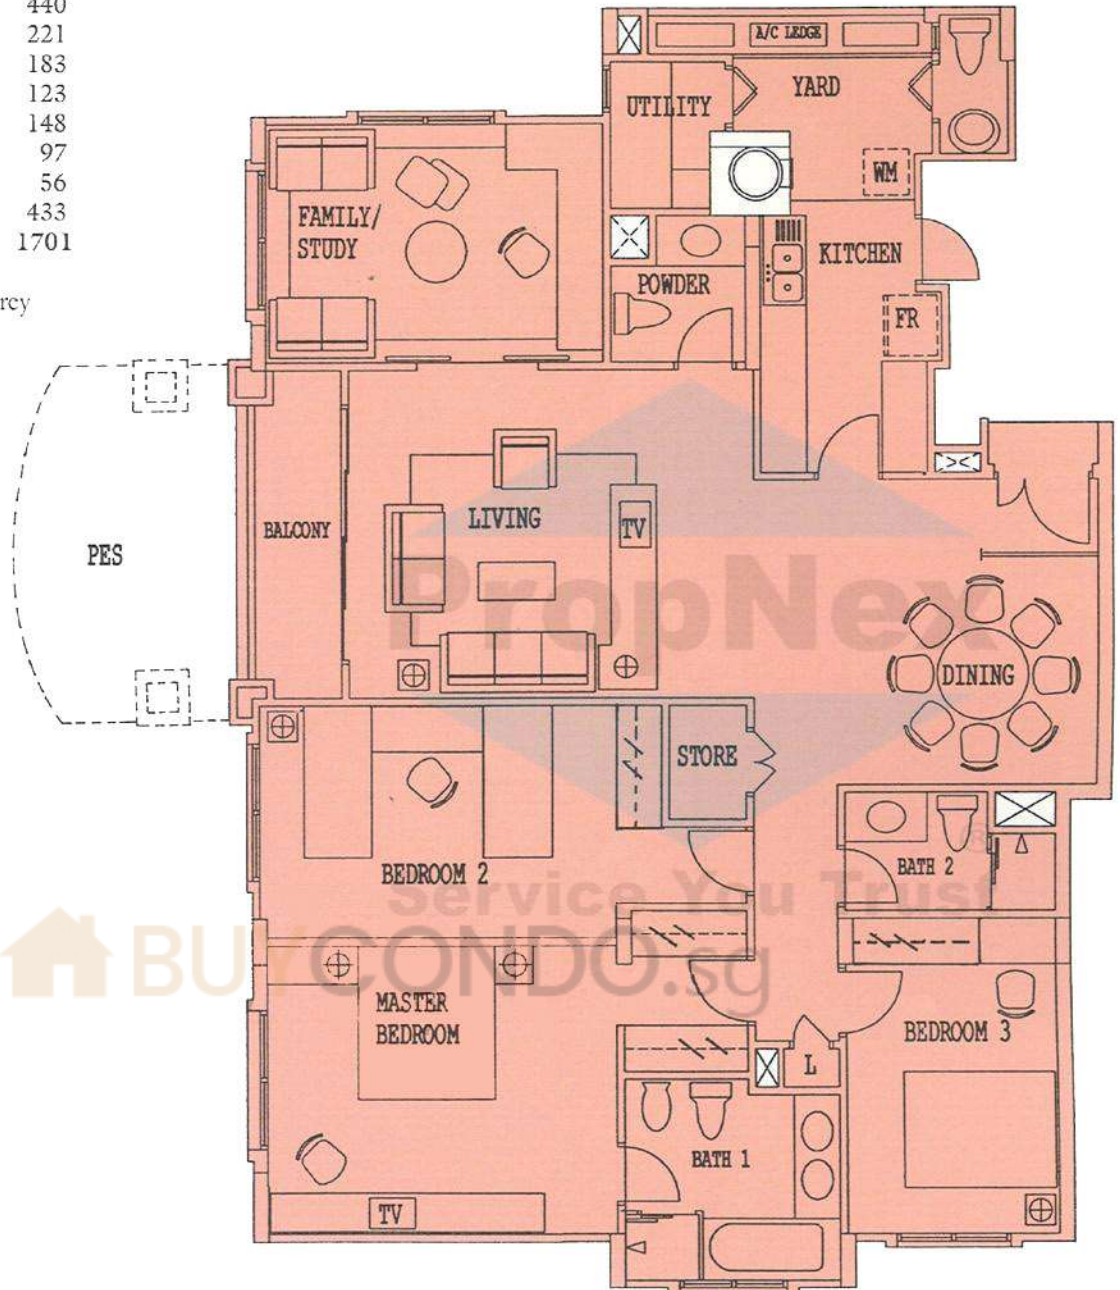 440
221
183
123
148
97
56
433
1701
rcy
A/C LEDGE
UTILITY
YARD
WM
FAMILY/
STUDY
KITCHEN
POWDER
FR
PES
BALCONY
LIVING
TV
PropNex
DINING
STORE
BEDROOM 2
BATH 2
®
Service You Trust
BUYCONDO.sg
MASTER
BEDROOM
BEDROOM 3
L
BATH 1
TV